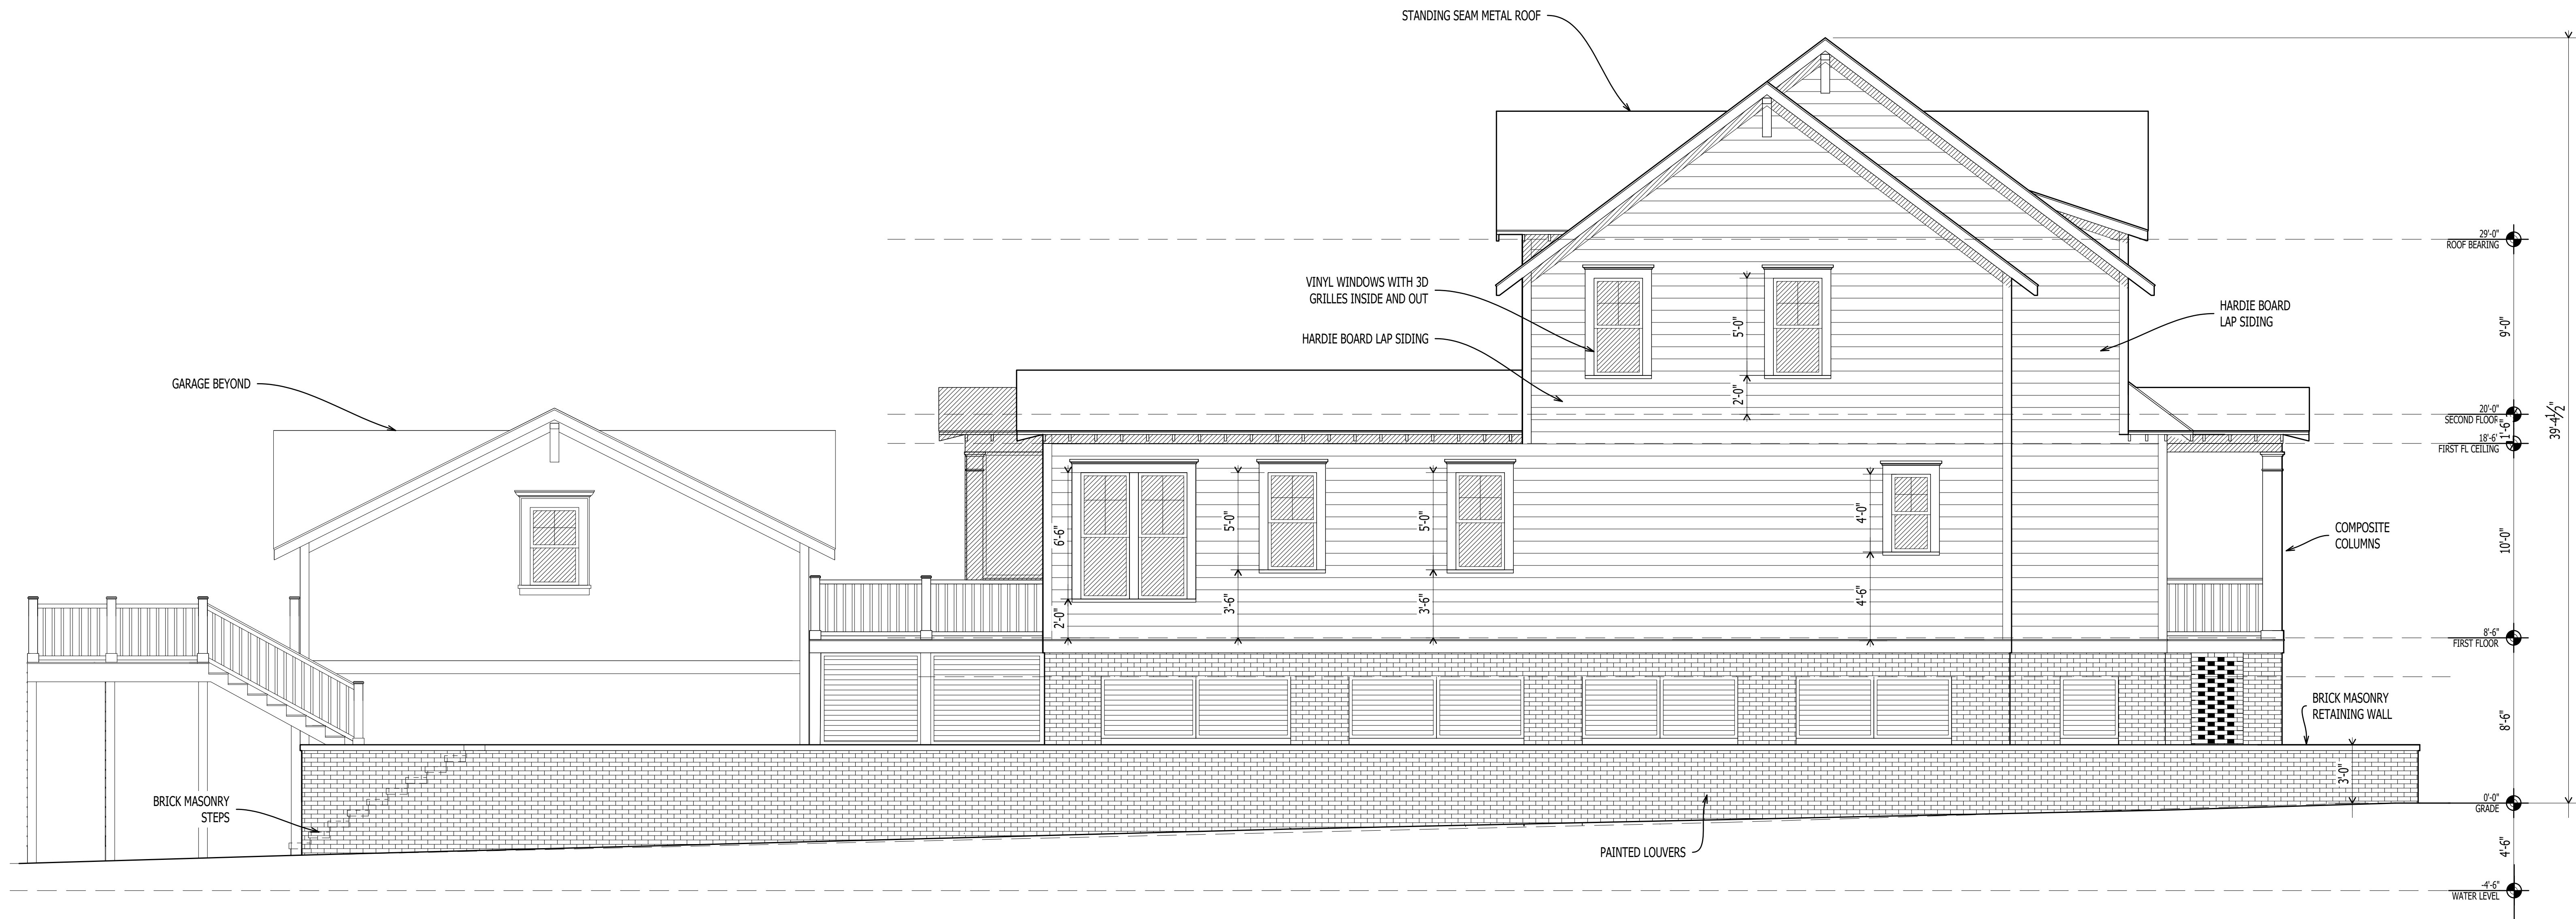 STANDING SEAM METAL ROOF
29'-0"
ROOF BEARING
VINYL WINDOWS WITH 3D
GRILLES INSIDE AND OUT
HARDIE BOARD
LAP SIDING
5'-0"
9'-0"
HARDIE BOARD LAP SIDING
GARAGE BEYOND
2'-0"
20'-0"
SECOND FLOOR
1'-6"
39'-4½"
18'-6"
FIRST FL CEILING
6'-6"
5'-0"
5'-0"
4'-0"
COMPOSITE
COLUMNS
10'-0"
2'-0"
3'-6"
3'-6"
4'-6"
8'-6"
FIRST FLOOR
BRICK MASONRY
RETAINING WALL
8'-6"
3'-0"
BRICK MASONRY
STEPS
0'-0"
GRADE
PAINTED LOUVERS
4'-6"
-4'-6"
WATER LEVEL